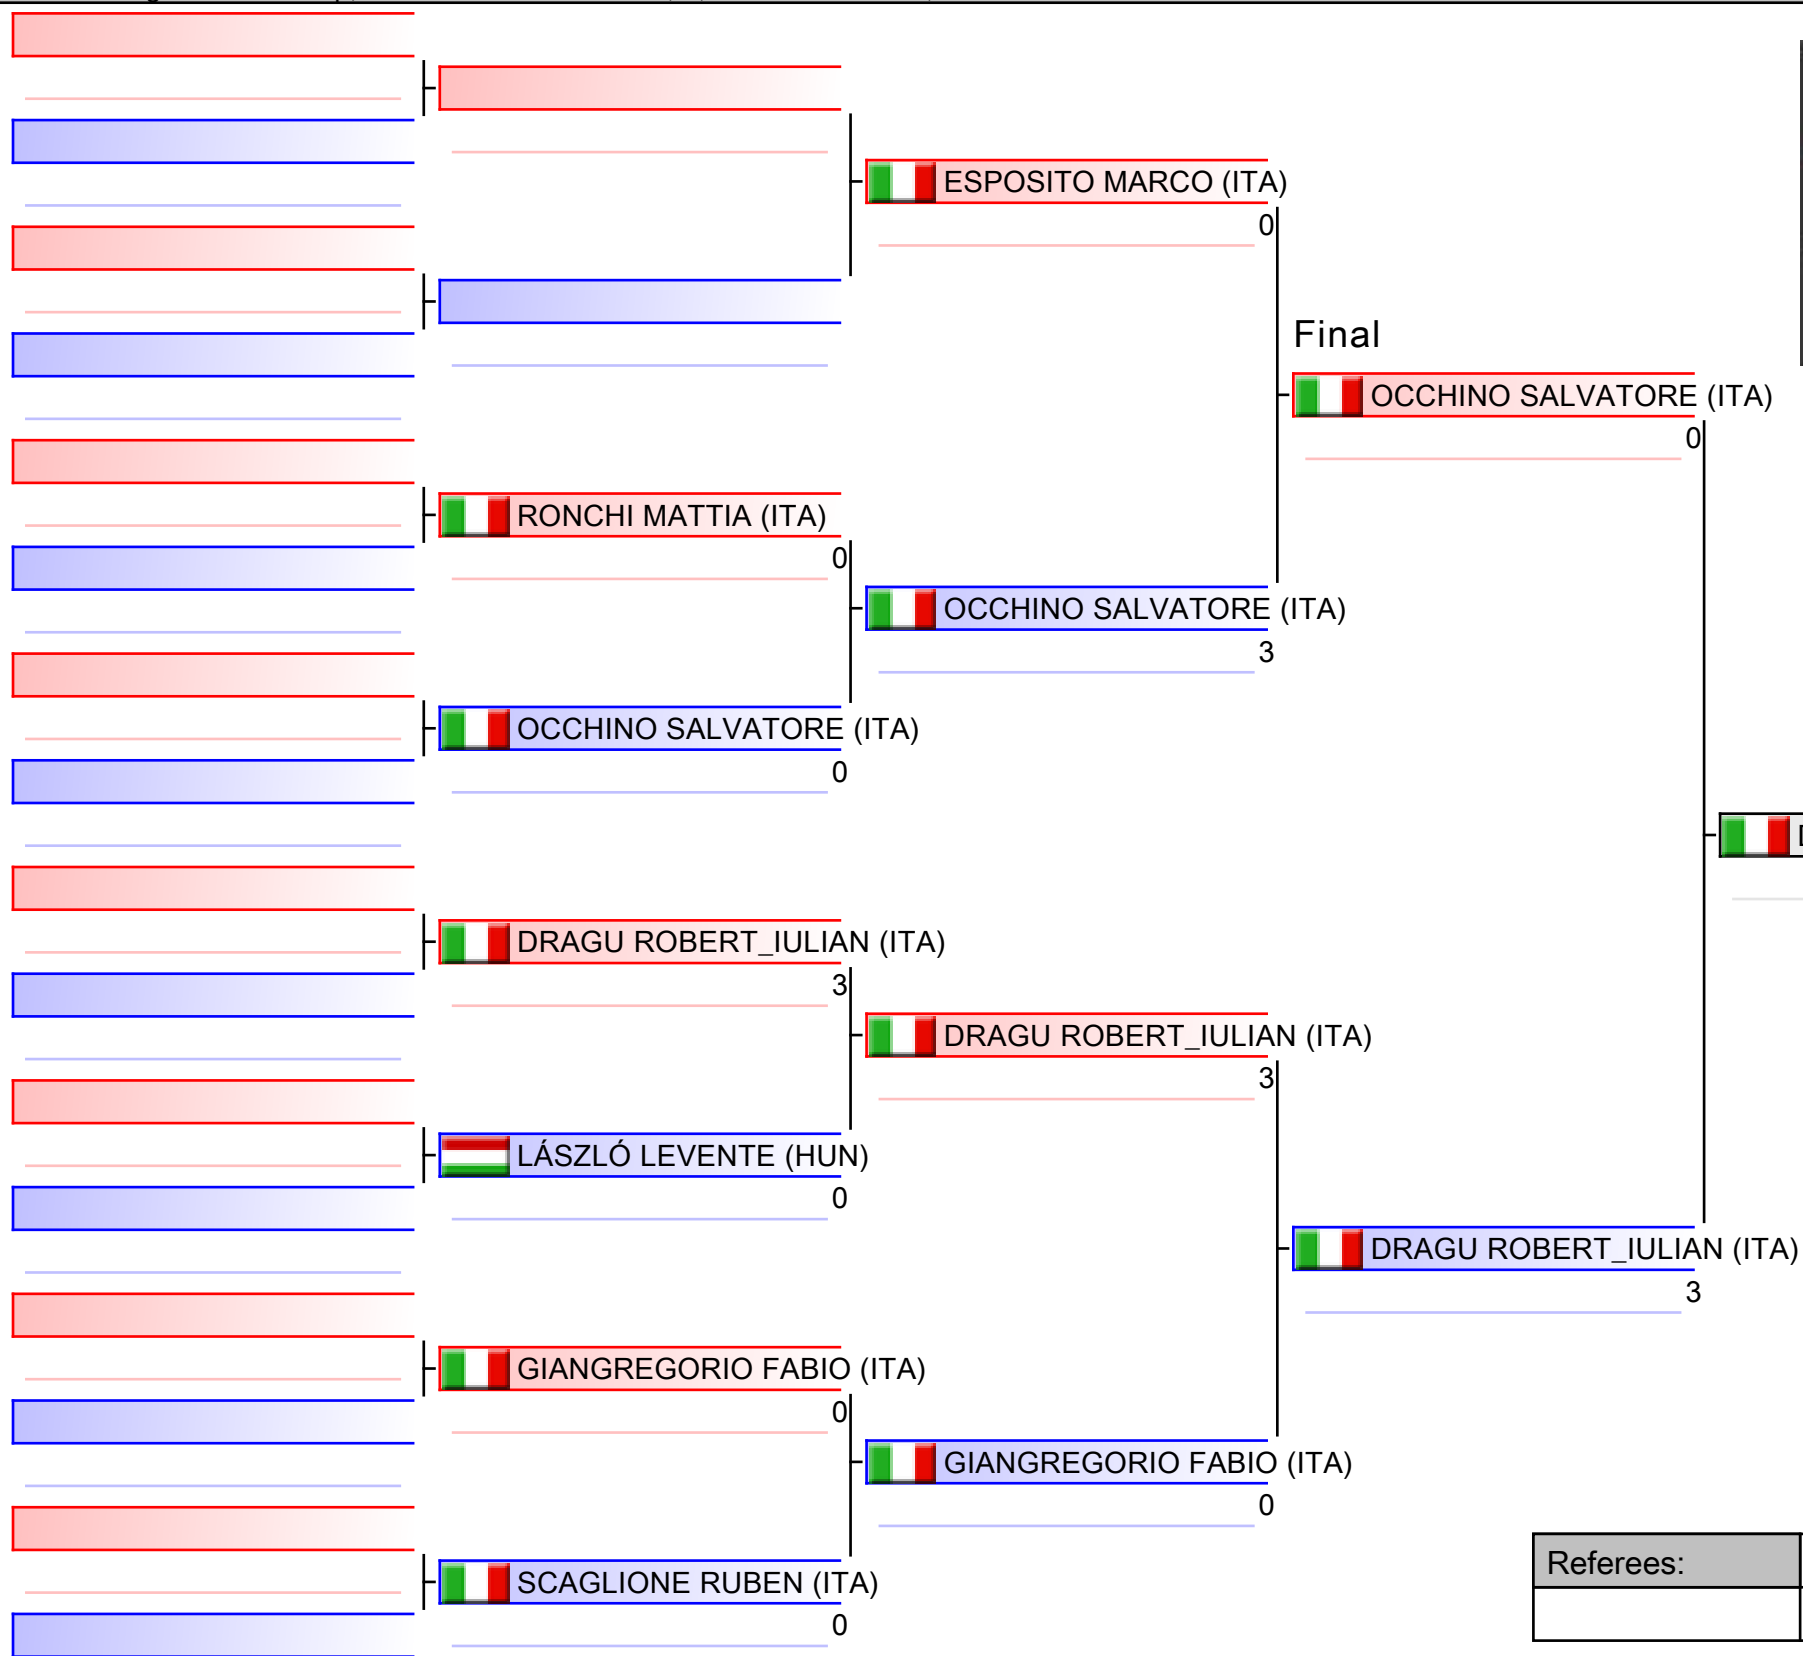 ESPOSITO MARCO (ITA)
0
Final
OCCHINO SALVATORE (ITA)
0
RONCHI MATTIA (ITA)
0
OCCHINO SALVATORE (ITA)
3
OCCHINO SALVATORE (ITA)
0
DRAGU ROBERT_IULIAN (ITA)
3
DRAGU ROBERT_IULIAN (ITA)
3
LÁSZLÓ LEVENTE (HUN)
0
DRAGU ROBERT_IULIAN (ITA)
3
GIANGREGORIO FABIO (ITA)
0
GIANGREGORIO FABIO (ITA)
0
Referees:
SCAGLIONE RUBEN (ITA)
0